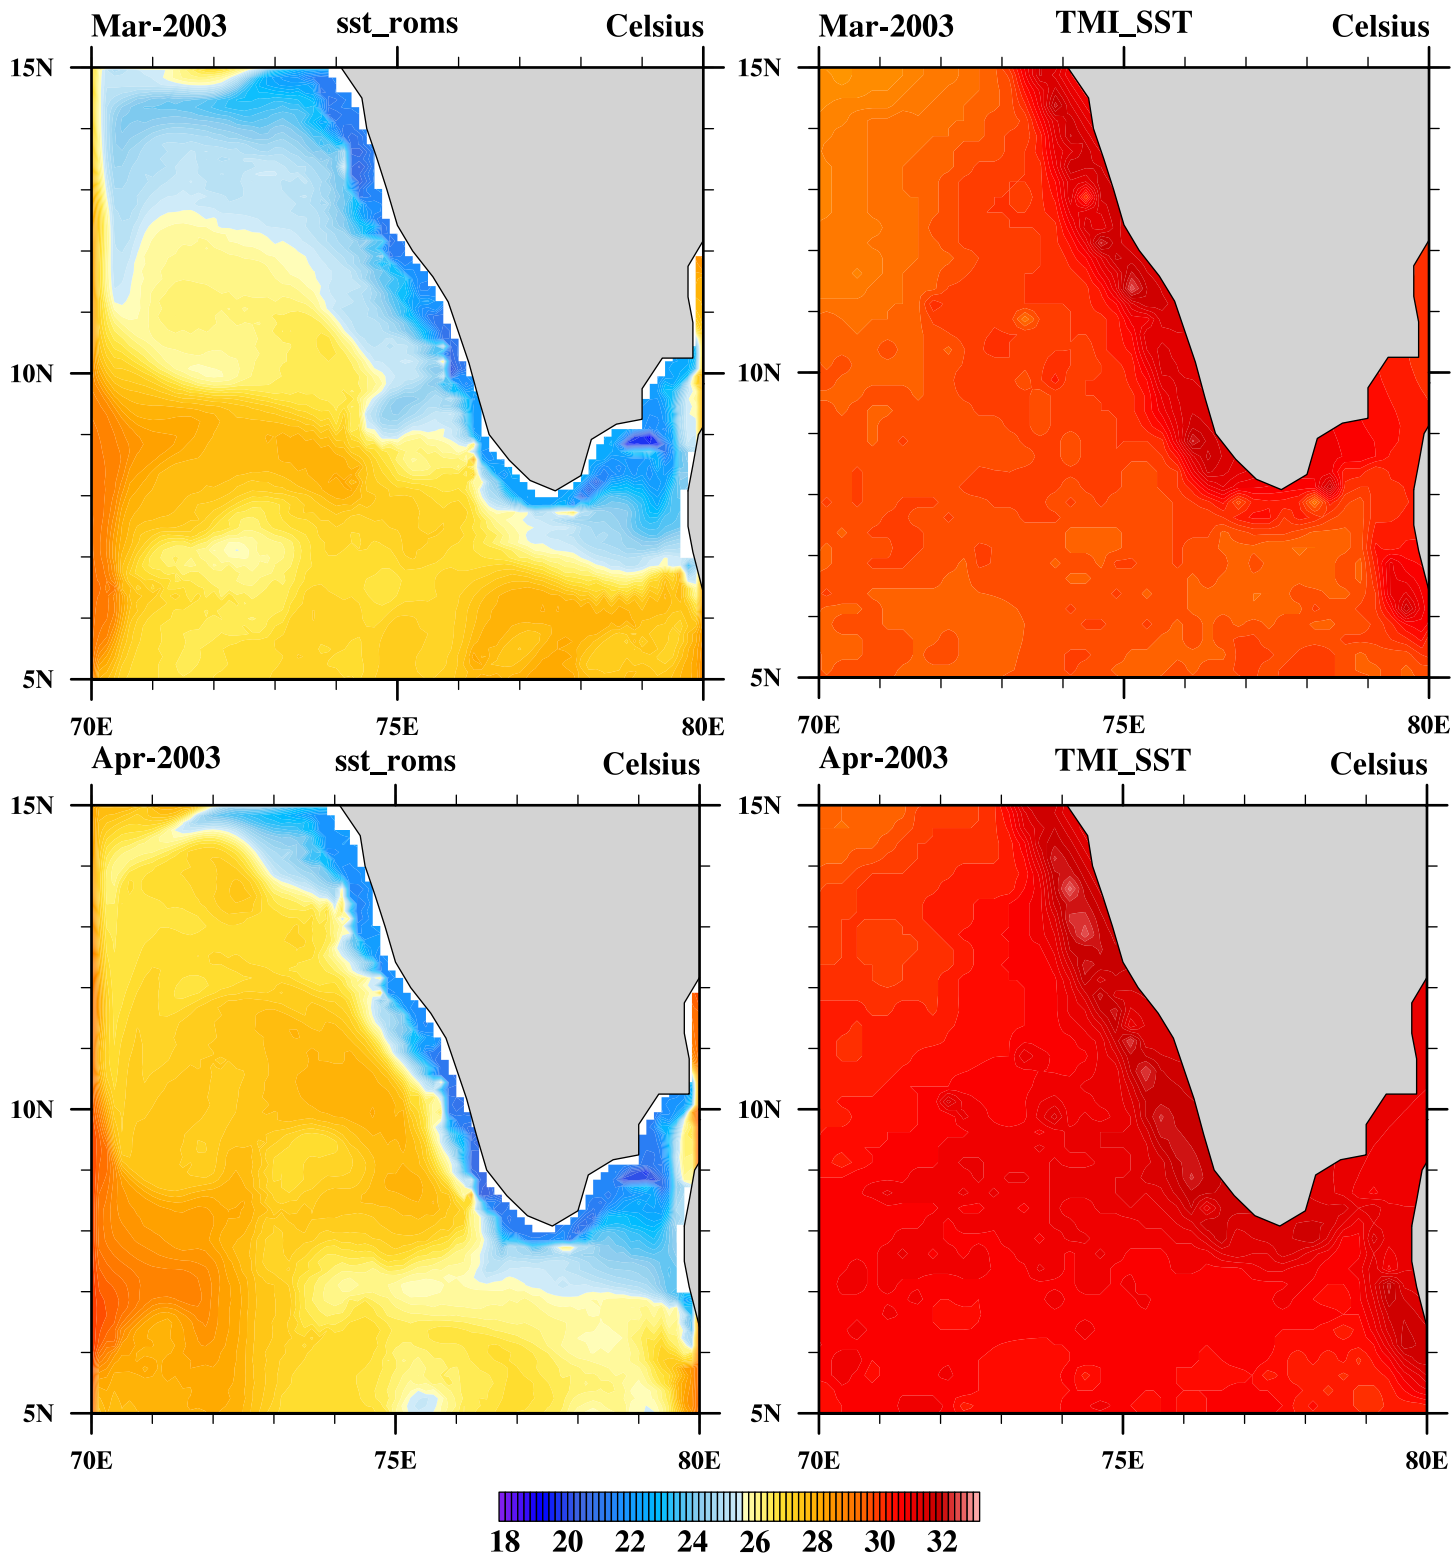 Mar-2003 sst_roms Celsius
Mar-2003 TMI_SST Celsius
15N
10N
5N
70E 75E 80E
15N
10N
5N
70E 75E 80E
Apr-2003 sst_roms Celsius
Apr-2003 TMI_SST Celsius
15N
10N
5N
70E 75E 80E
15N
10N
5N
70E 75E 80E
18 20 22 24 26 28 30 32